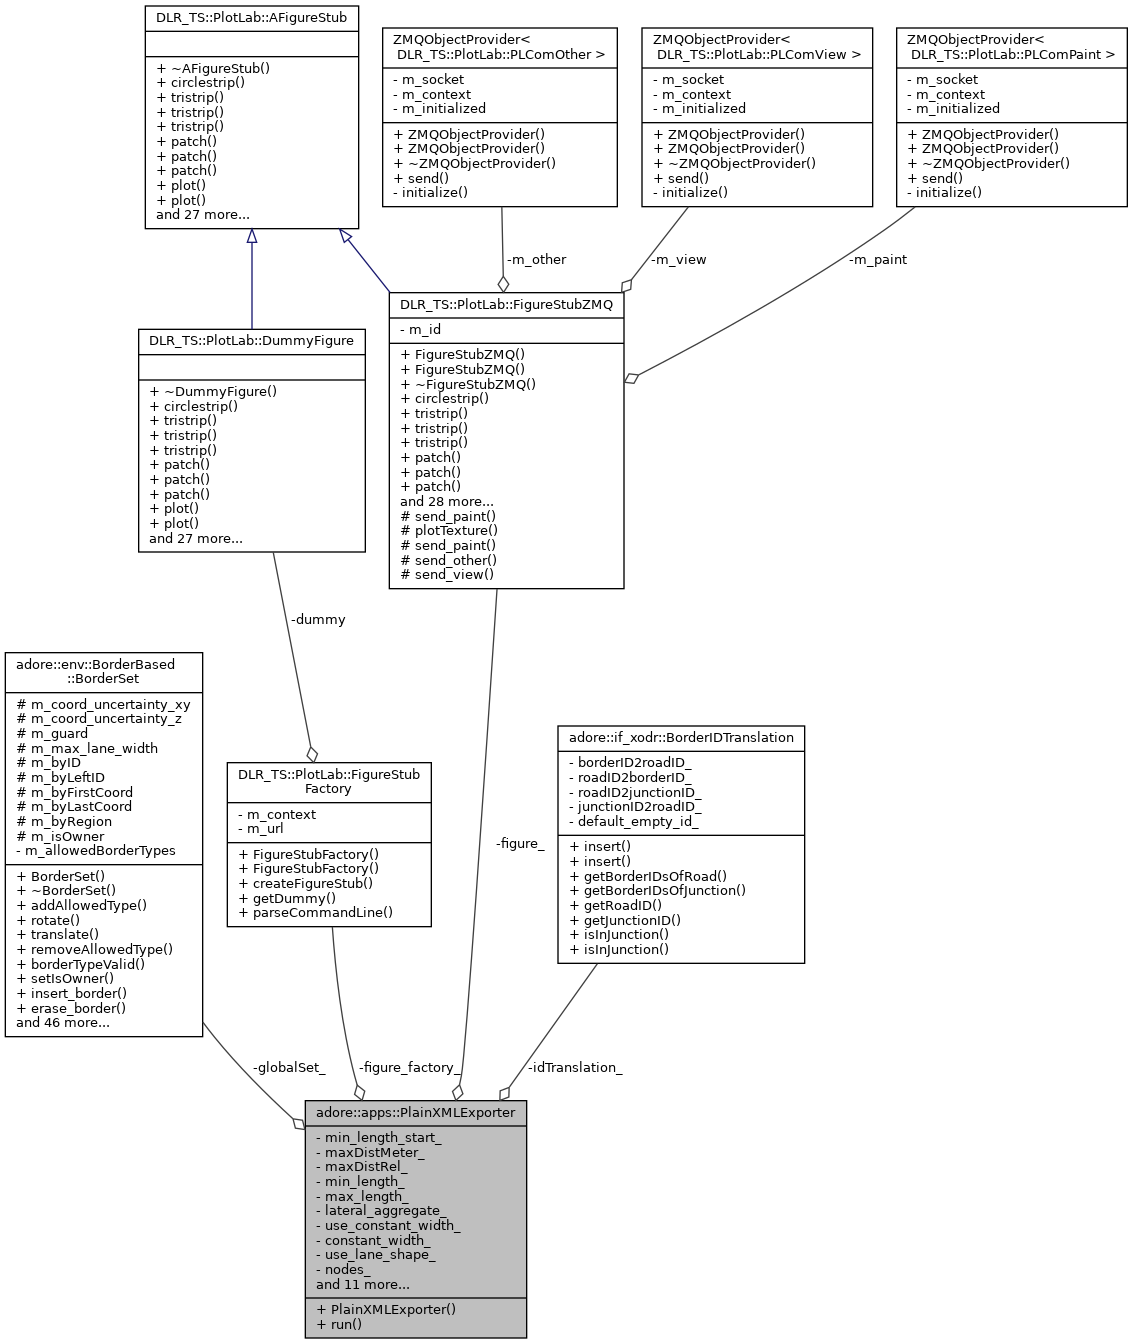 DLR_TS::PlotLab::AFigureStub
+ ~AFigureStub()
+ circlestrip()
+ tristrip()
+ tristrip()
+ tristrip()
+ patch()
+ patch()
+ patch()
+ plot()
+ plot()
and 27 more...
ZMQObjectProvider<
DLR_TS::PlotLab::PLComOther >
- m_socket
- m_context
- m_initialized
+ ZMQObjectProvider()
+ ZMQObjectProvider()
+ ~ZMQObjectProvider()
+ send()
- initialize()
ZMQObjectProvider<
DLR_TS::PlotLab::PLComView >
- m_socket
- m_context
- m_initialized
+ ZMQObjectProvider()
+ ZMQObjectProvider()
+ ~ZMQObjectProvider()
+ send()
- initialize()
ZMQObjectProvider<
DLR_TS::PlotLab::PLComPaint >
- m_socket
- m_context
- m_initialized
+ ZMQObjectProvider()
+ ZMQObjectProvider()
+ ~ZMQObjectProvider()
+ send()
- initialize()
-m_other
-m_view
-m_paint
DLR_TS::PlotLab::DummyFigure
+ ~DummyFigure()
+ circlestrip()
+ tristrip()
+ tristrip()
+ tristrip()
+ patch()
+ patch()
+ patch()
+ plot()
+ plot()
and 27 more...
DLR_TS::PlotLab::FigureStubZMQ
- m_id
+ FigureStubZMQ()
+ FigureStubZMQ()
+ ~FigureStubZMQ()
+ circlestrip()
+ tristrip()
+ tristrip()
+ tristrip()
+ patch()
+ patch()
+ patch()
and 28 more...
# send_paint()
# plotTexture()
# send_paint()
# send_other()
# send_view()
-dummy
adore::env::BorderBased
::BorderSet
# m_coord_uncertainty_xy
# m_coord_uncertainty_z
# m_guard
# m_max_lane_width
# m_byID
# m_byLeftID
# m_byFirstCoord
# m_byLastCoord
# m_byRegion
# m_isOwner
- m_allowedBorderTypes
+ BorderSet()
+ ~BorderSet()
+ addAllowedType()
+ rotate()
+ translate()
+ removeAllowedType()
+ borderTypeValid()
+ setIsOwner()
+ insert_border()
+ erase_border()
and 46 more...
DLR_TS::PlotLab::FigureStub
Factory
- m_context
- m_url
+ FigureStubFactory()
+ FigureStubFactory()
+ createFigureStub()
+ getDummy()
+ parseCommandLine()
-figure_
adore::if_xodr::BorderIDTranslation
- borderID2roadID_
- roadID2borderID_
- roadID2junctionID_
- junctionID2roadID_
- default_empty_id_
+ insert()
+ insert()
+ getBorderIDsOfRoad()
+ getBorderIDsOfJunction()
+ getRoadID()
+ getJunctionID()
+ isInJunction()
+ isInJunction()
-globalSet_
-figure_factory_
-idTranslation_
adore::apps::PlainXMLExporter
- min_length_start_
- maxDistMeter_
- maxDistRel_
- min_length_
- max_length_
- lateral_aggregate_
- use_constant_width_
- constant_width_
- use_lane_shape_
- nodes_
and 11 more...
+ PlainXMLExporter()
+ run()